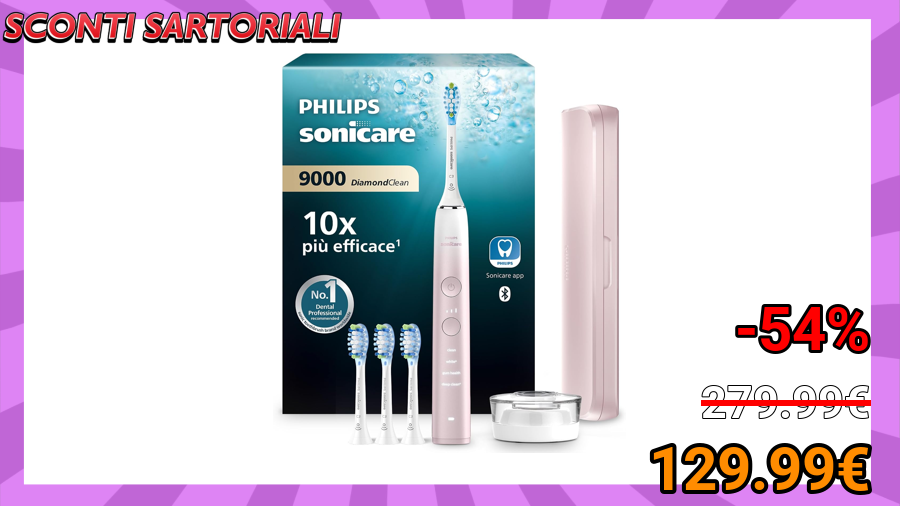 SCONTI SARTORIALI
PHILIPS
sonicare
9000 DiamondClean
10x
più efficace¹
No.1
Dental
Professional
recommended
PHILIPS
Sonicare app
-54%
279.99€
129.99€